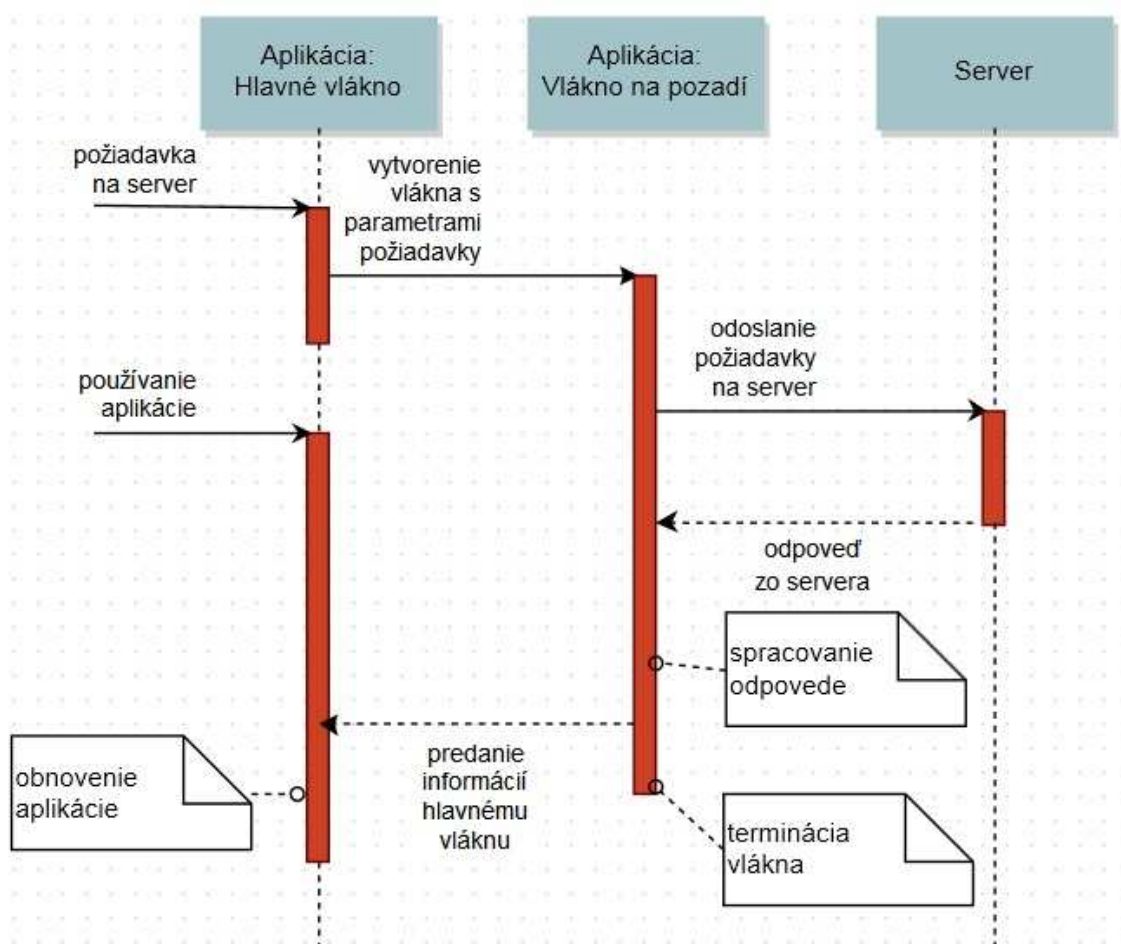 Aplikácia:
Hlavné vlákno
Aplikácia:
Vlákno na pozadí
Server
požiadavka
na server
vytvorenie
vlákna s
parametrami
požiadavky
odoslanie
požiadavky
na server
používanie
aplikácie
odpoveď
zo servera
spracovanie
odpovede
predanie
informácií
hlavnému
vláknu
obnovenie
aplikácie
terminácia
vlákna